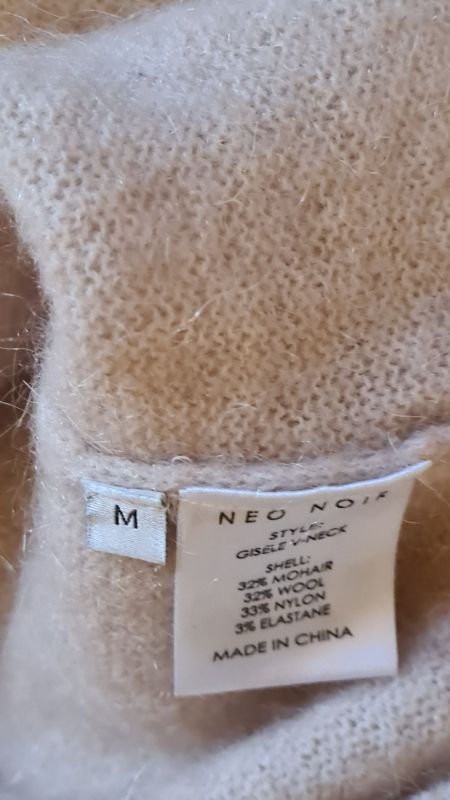 M
NEO NOIR
STYLE:
GISELE V-NECK
SHELL:
32% MOHAIR
32% WOOL
33% NYLON
3% ELASTANE
MADE IN CHINA